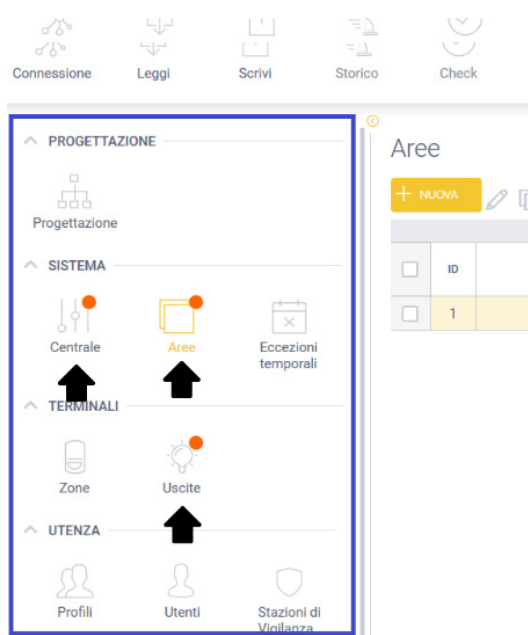 Connessione Leggi Scrivi Storico Check
PROGETTAZIONE
Progettazione
SISTEMA
Centrale Aree Eccezioni
temporali
TERMINALI
Zone Uscite
UTENZA
Profili Utenti Stazioni di
Vigilanza
Aree
+ NUOVA
ID
1